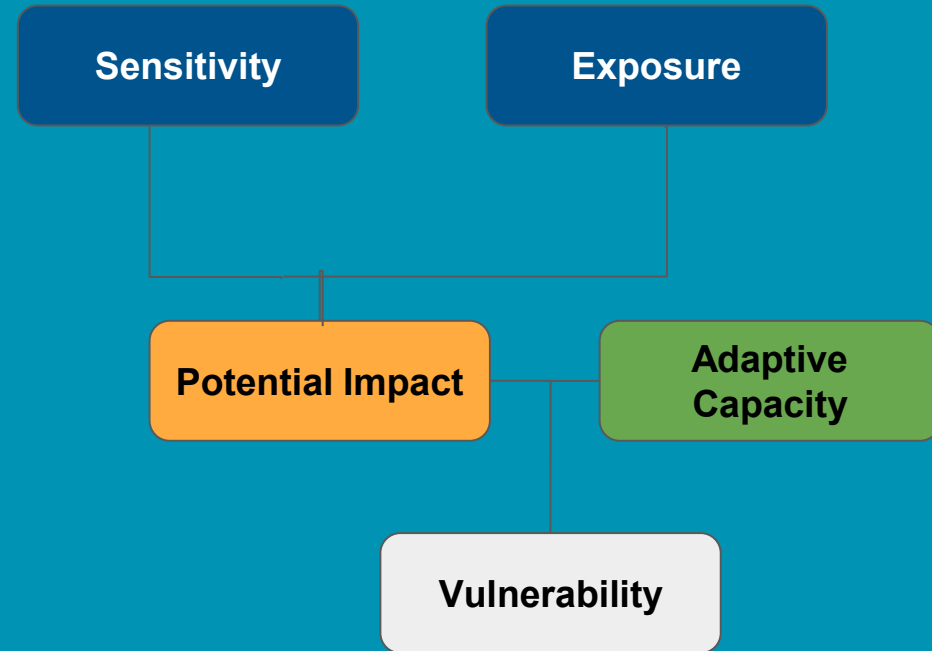 Sensitivity
Exposure
Potential Impact
Adaptive
Capacity
Vulnerability